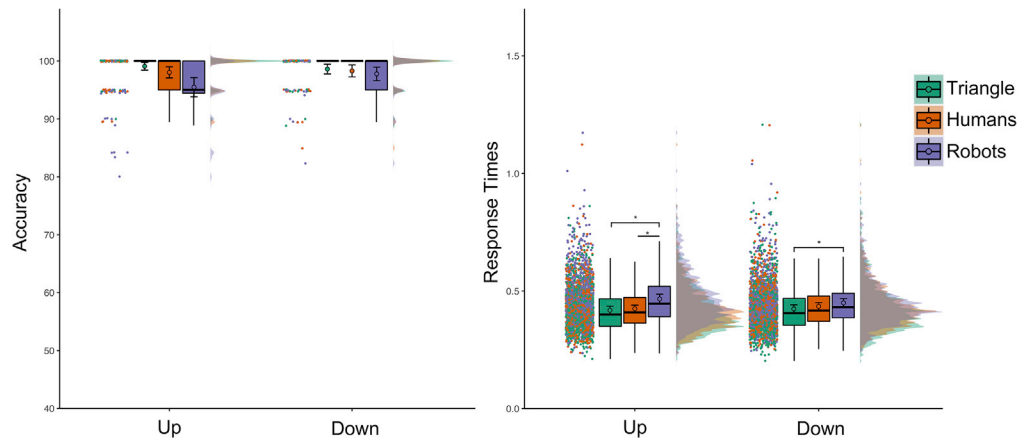 Accuracy
100
90
80
70
60
50
40
Up
Down
Response Times
1.5
1.0
0.5
0.0
*
*
*
Up
Down
Triangle
Humans
Robots